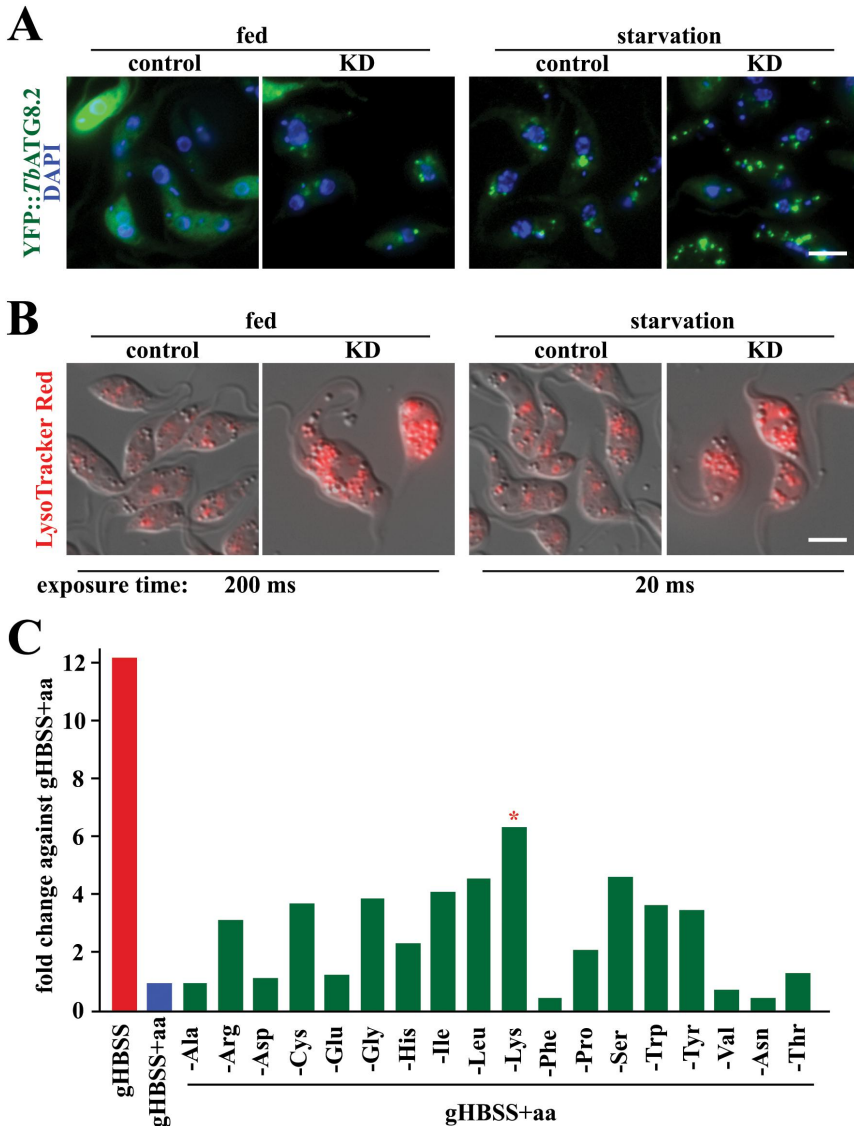 A
fed
starvation
control
KD
control
KD
YFP::TbATG8.2
DAPI
B
fed
starvation
control
KD
control
KD
LysoTracker Red
exposure time: 200 ms
20 ms
C
fold change against gHBSS+aa
12
10
8
6
4
2
0
*
gHBSS
gHBSS+aa
-Ala
-Arg
-Asp
-Cys
-Glu
-Gly
-His
-Ile
-Leu
-Lys
-Phe
-Pro
-Ser
-Trp
-Tyr
-Val
-Asn
-Thr
gHBSS+aa